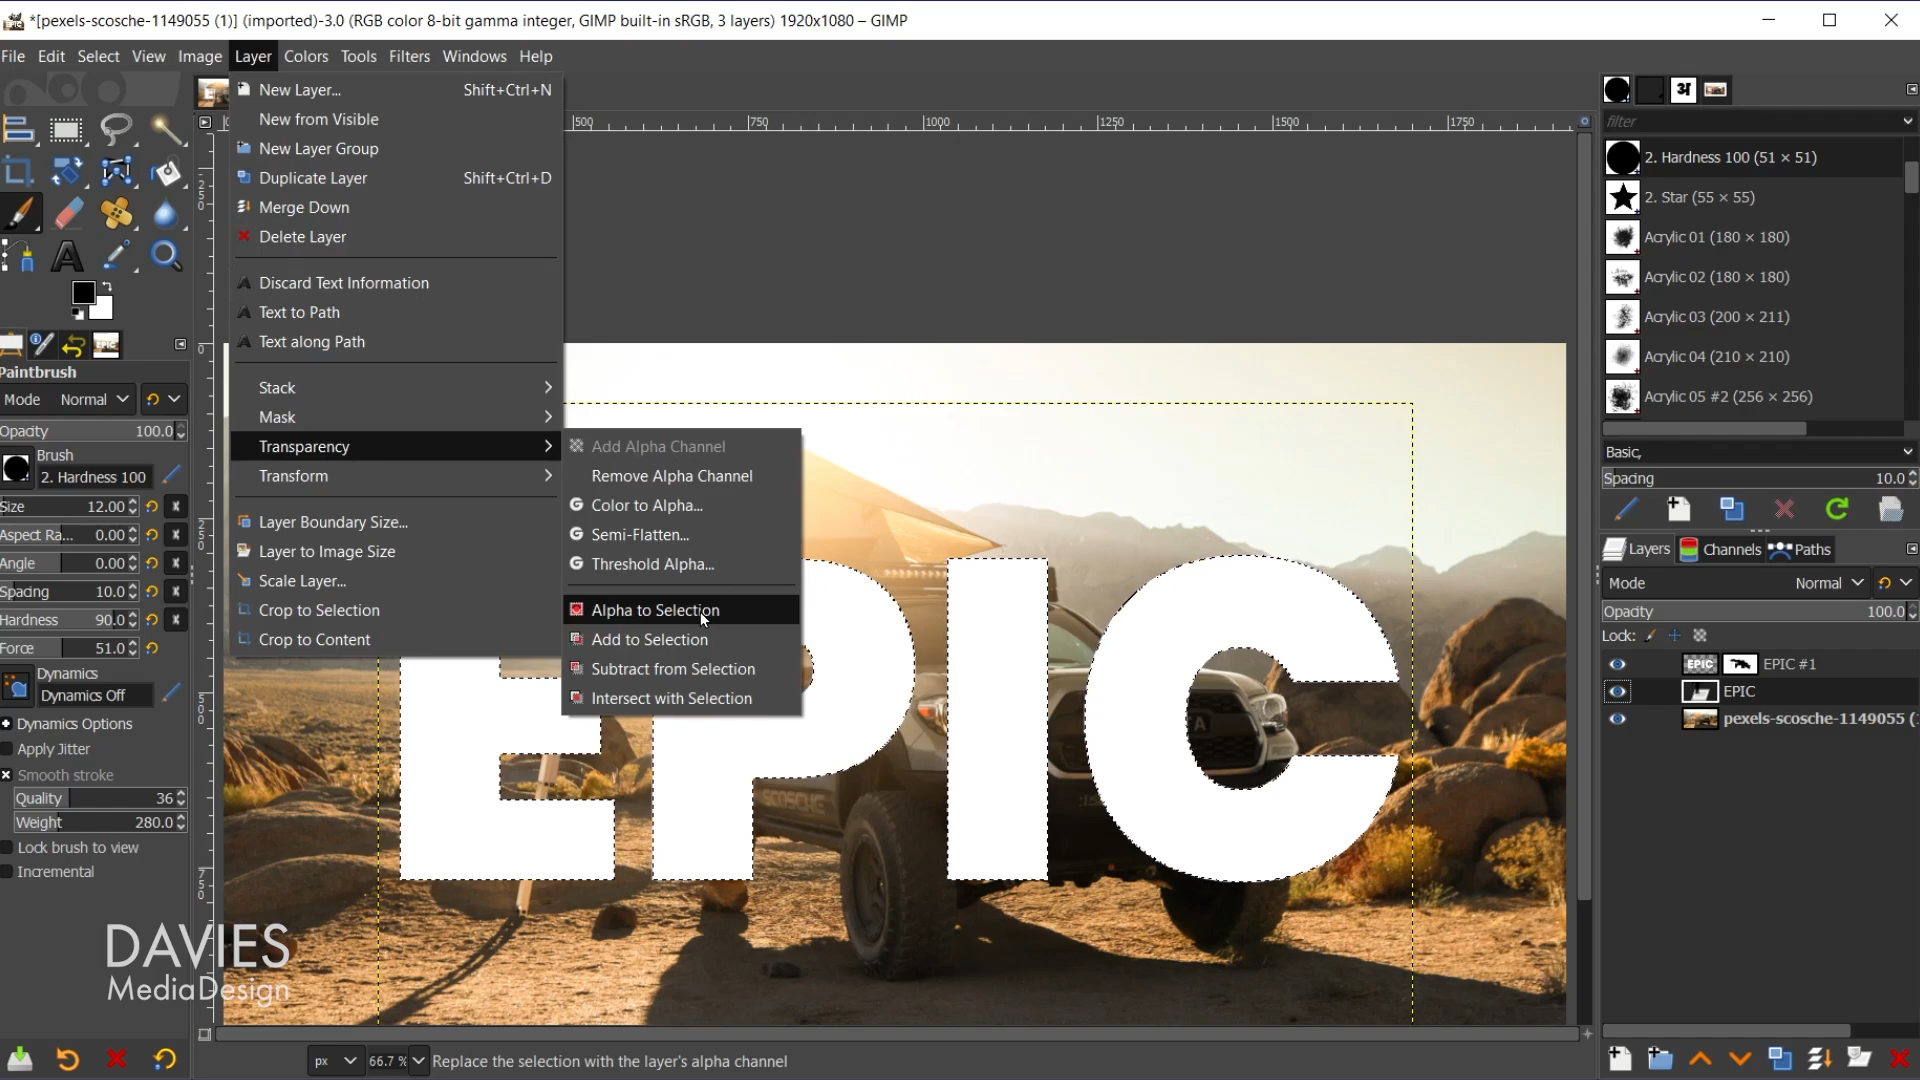 *[pexels-scosche-1149055 (1)] (imported)-3.0 (RGB color 8-bit gamma integer, GIMP built-in sRGB, 3 layers) 1920x1080 – GIMP
File Edit Select View Image Layer Colors Tools Filters Windows Help
New Layer... Shift+Ctrl+N
New from Visible
New Layer Group
Duplicate Layer Shift+Ctrl+D
Merge Down
Delete Layer
Discard Text Information
Text to Path
Text along Path
Stack
Mask
Transparency
Transform
Layer Boundary Size...
Layer to Image Size
Scale Layer...
Crop to Selection
Crop to Content
Add Alpha Channel
Remove Alpha Channel
Color to Alpha...
Semi-Flatten...
Threshold Alpha...
Alpha to Selection
Add to Selection
Subtract from Selection
Intersect with Selection
500 750 1000 1250 1500 1750
250
0
250
500
750
Paintbrush
Mode Normal
Opacity 100.0
Brush
2. Hardness 100
Size 12.00
Aspect Ra... 0.00
Angle 0.00
Spacing 10.0
Hardness 90.0
Force 51.0
Dynamics
Dynamics Off
Dynamics Options
Apply Jitter
Smooth stroke
Quality 36
Weight 280.0
Lock brush to view
Incremental
EPIC
SCOSCHE
DAVIES
MediaDesign
px 66.7 % Replace the selection with the layer's alpha channel
filter
2. Hardness 100 (51 × 51)
2. Star (55 × 55)
Acrylic 01 (180 × 180)
Acrylic 02 (180 × 180)
Acrylic 03 (200 × 211)
Acrylic 04 (210 × 210)
Acrylic 05 #2 (256 × 256)
Basic,
Spacing 10.0
Layers Channels Paths
Mode Normal
Opacity 100.0
Lock:
EPIC EPIC #1
EPIC
pexels-scosche-1149055 (